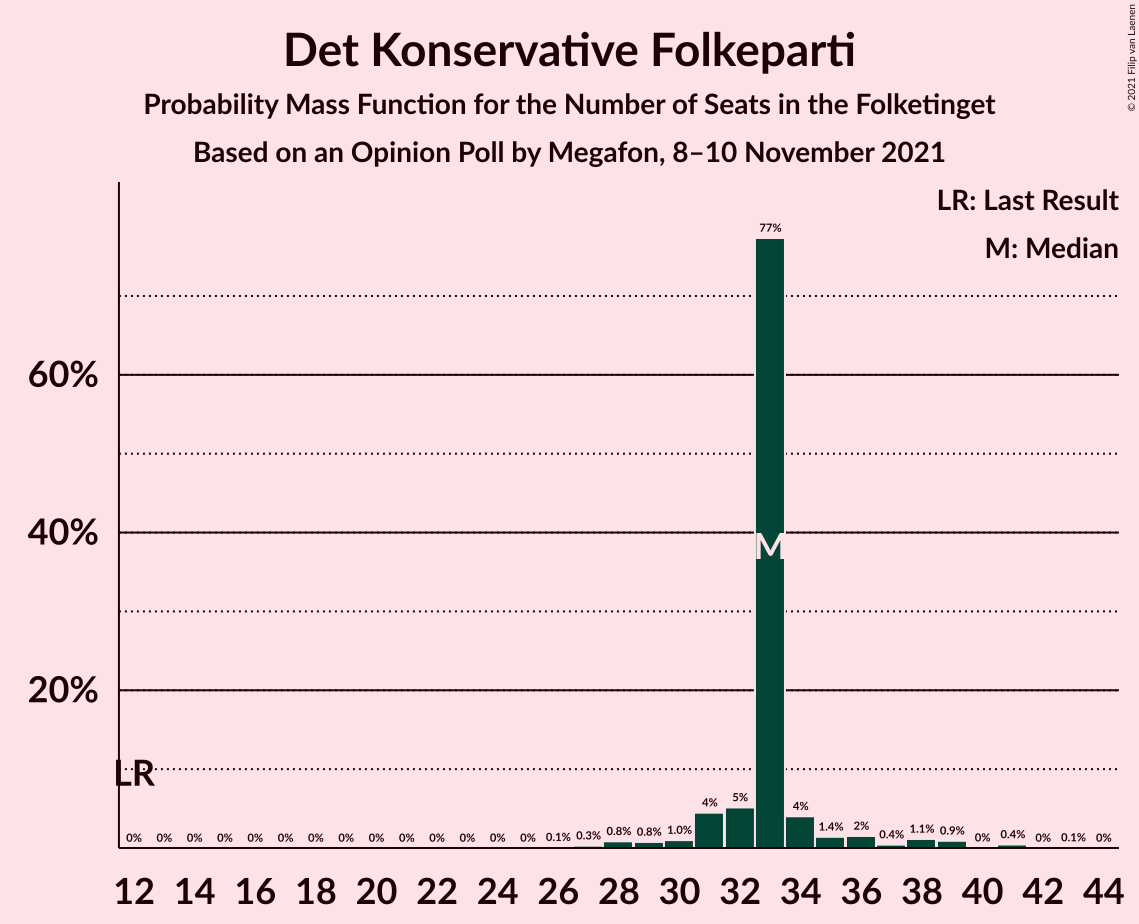 Det Konservative Folkeparti
Probability Mass Function for the Number of Seats in the Folketinget
Based on an Opinion Poll by Megafon, 8–10 November 2021
© 2021 Filip van Laenen
LR: Last Result
M: Median
77%
60%
40%
M
20%
LR
0% 0% 0% 0% 0% 0% 0% 0% 0% 0% 0% 0% 0% 0% 0.1% 0.3% 0.8% 0.8% 1.0% 4% 5% 4% 1.4% 2% 0.4% 1.1% 0.9% 0% 0.4% 0% 0.1% 0%
12 14 16 18 20 22 24 26 28 30 32 34 36 38 40 42 44